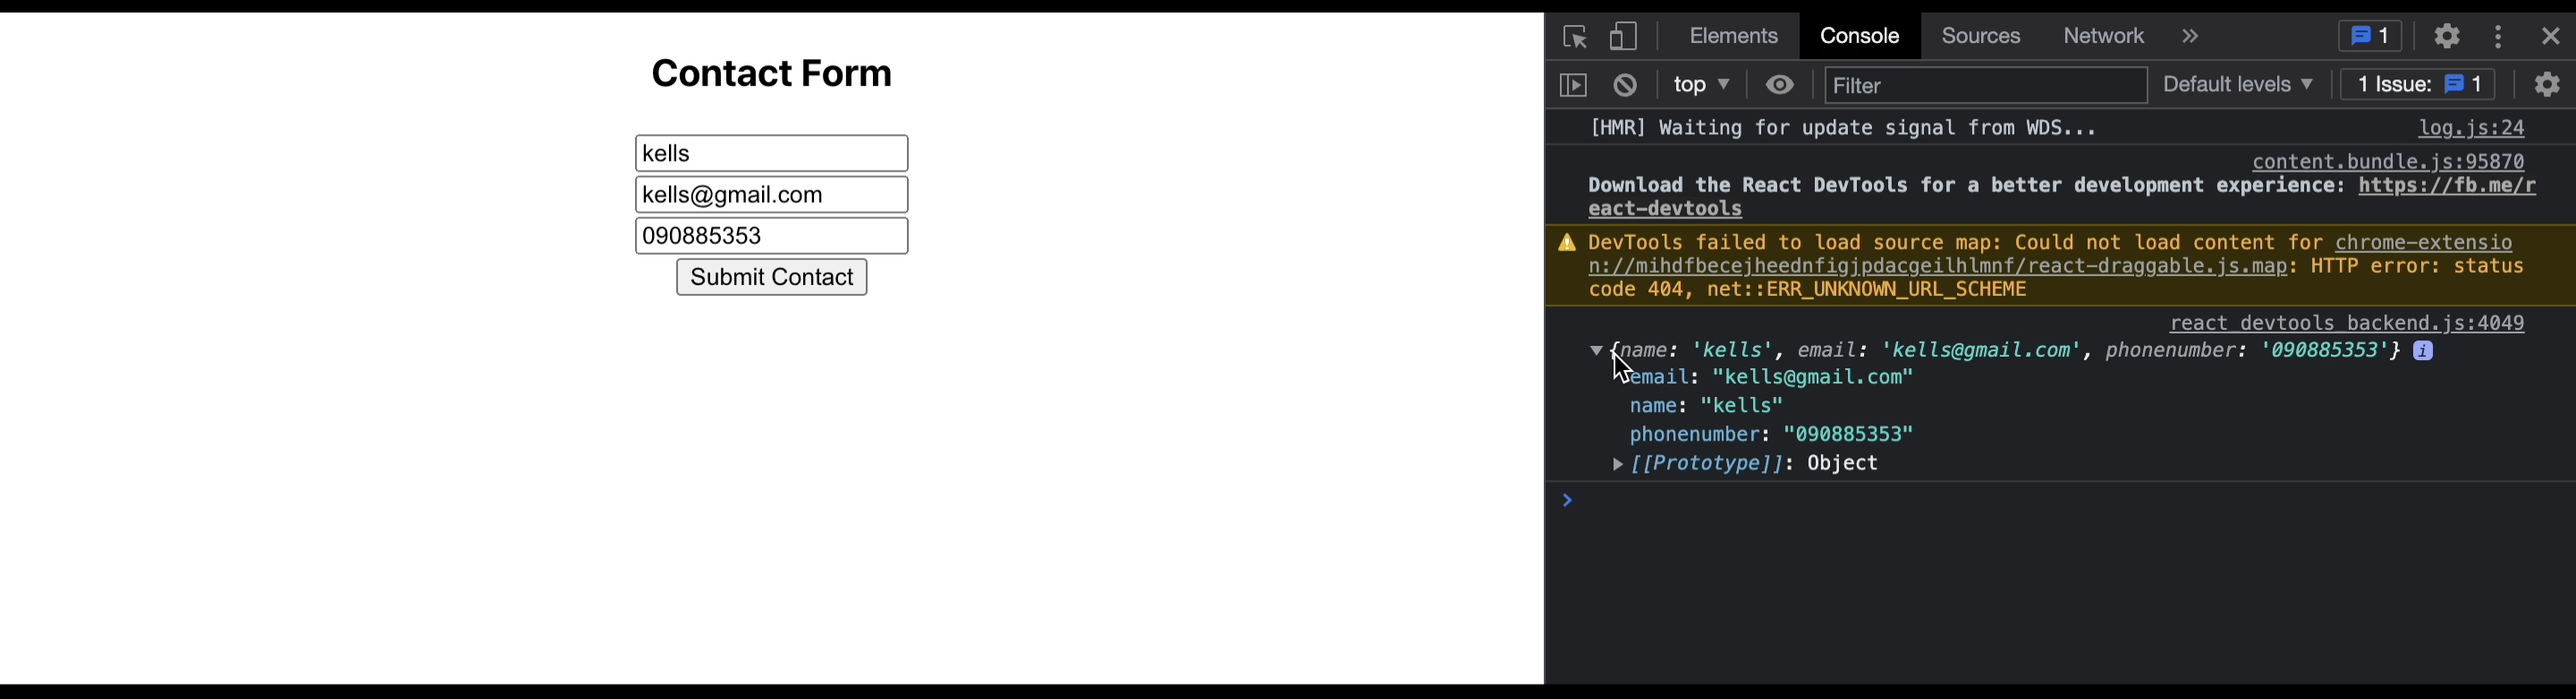 Contact Form
kells
kells@gmail.com
090885353
Submit Contact
Elements Console Sources Network » 1
top ▼ Filter Default levels ▼ 1 Issue: 1
[HMR] Waiting for update signal from WDS... log.js:24
content.bundle.js:95870
Download the React DevTools for a better development experience: https://fb.me/r
eact-devtools
DevTools failed to load source map: Could not load content for chrome-extensio
n://mihdfbecejheednfigjpdacgeilhlmnf/react-draggable.js.map: HTTP error: status
code 404, net::ERR_UNKNOWN_URL_SCHEME
react_devtools_backend.js:4049
▼ {name: 'kells', email: 'kells@gmail.com', phonenumber: '090885353'} i
email: "kells@gmail.com"
name: "kells"
phonenumber: "090885353"
▶ [[Prototype]]: Object
>